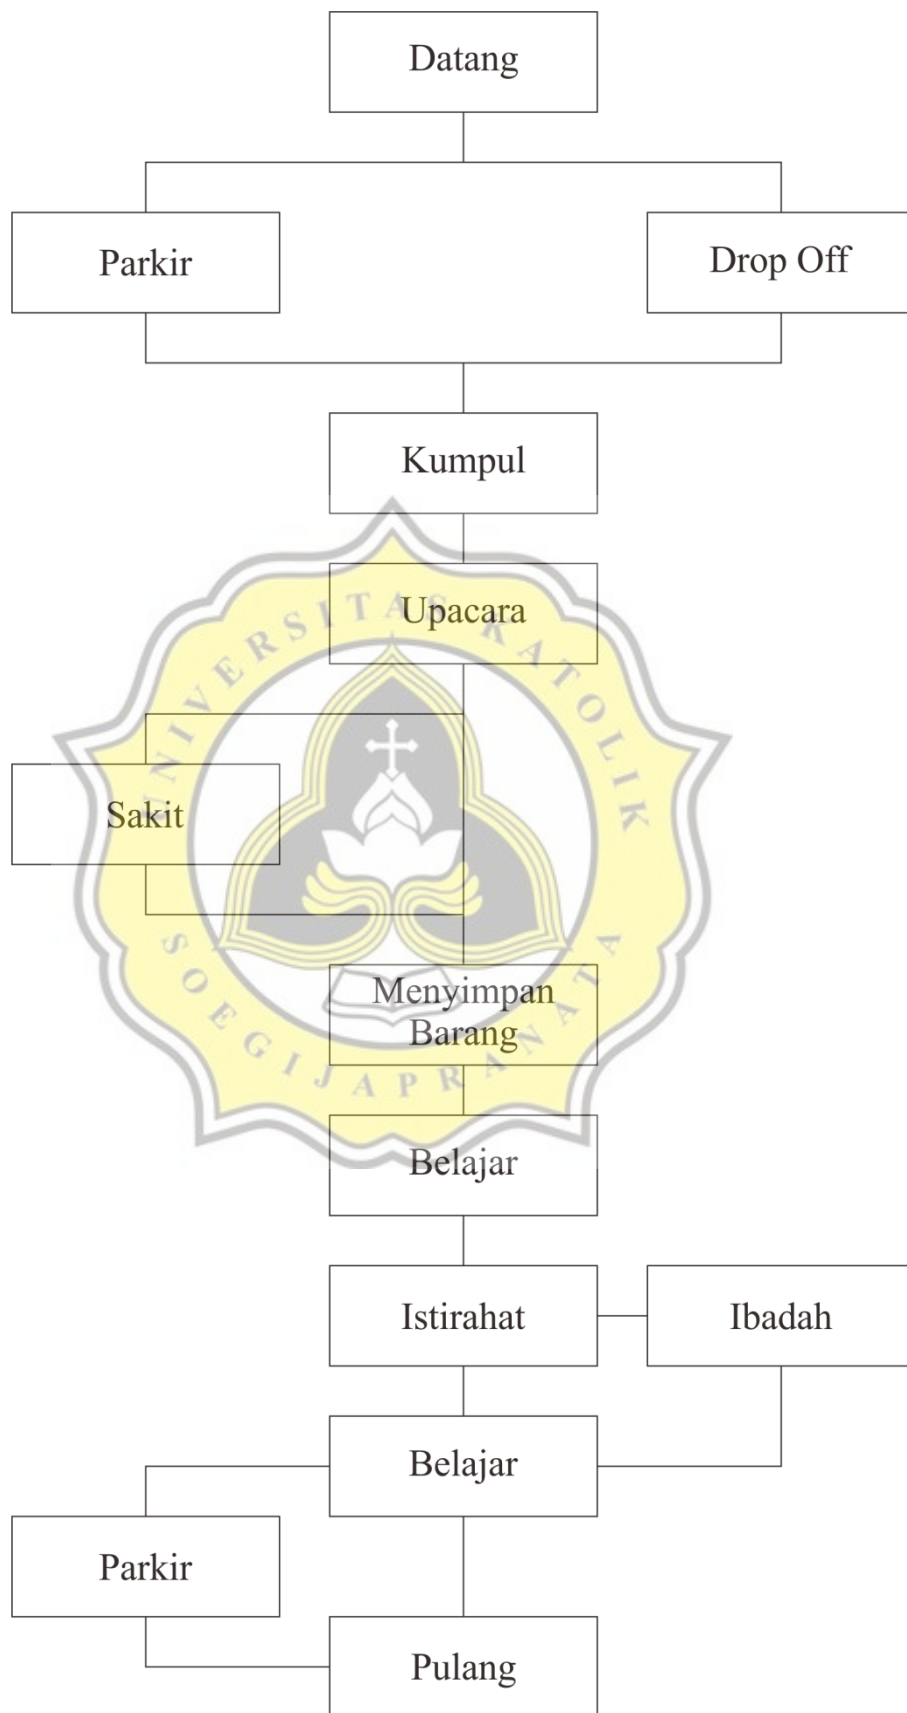 Datang
Parkir
Drop Off
Kumpul
Upacara
UNIVERSITAS KATOLIK
Sakit
SOEGIJAPRANATA
Menyimpan
Barang
Belajar
Istirahat
Ibadah
Belajar
Parkir
Pulang